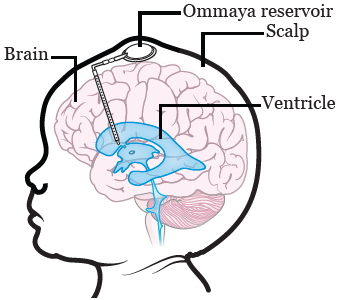 Ommaya reservoir
Scalp
Brain
Ventricle